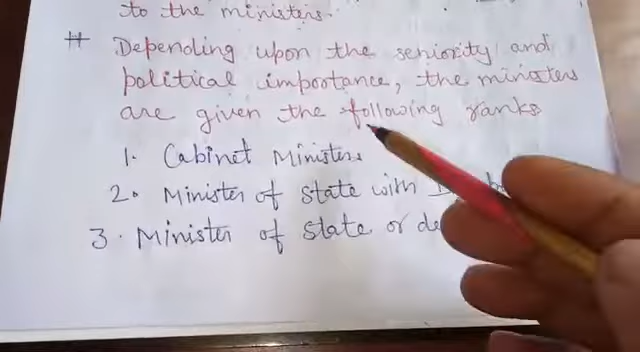 to the ministers.
# Depending upon the seniority and
political importance, the ministers
are given the following ranks
1. Cabinet Ministers
2. Minister of State with
3. Minister of State or de